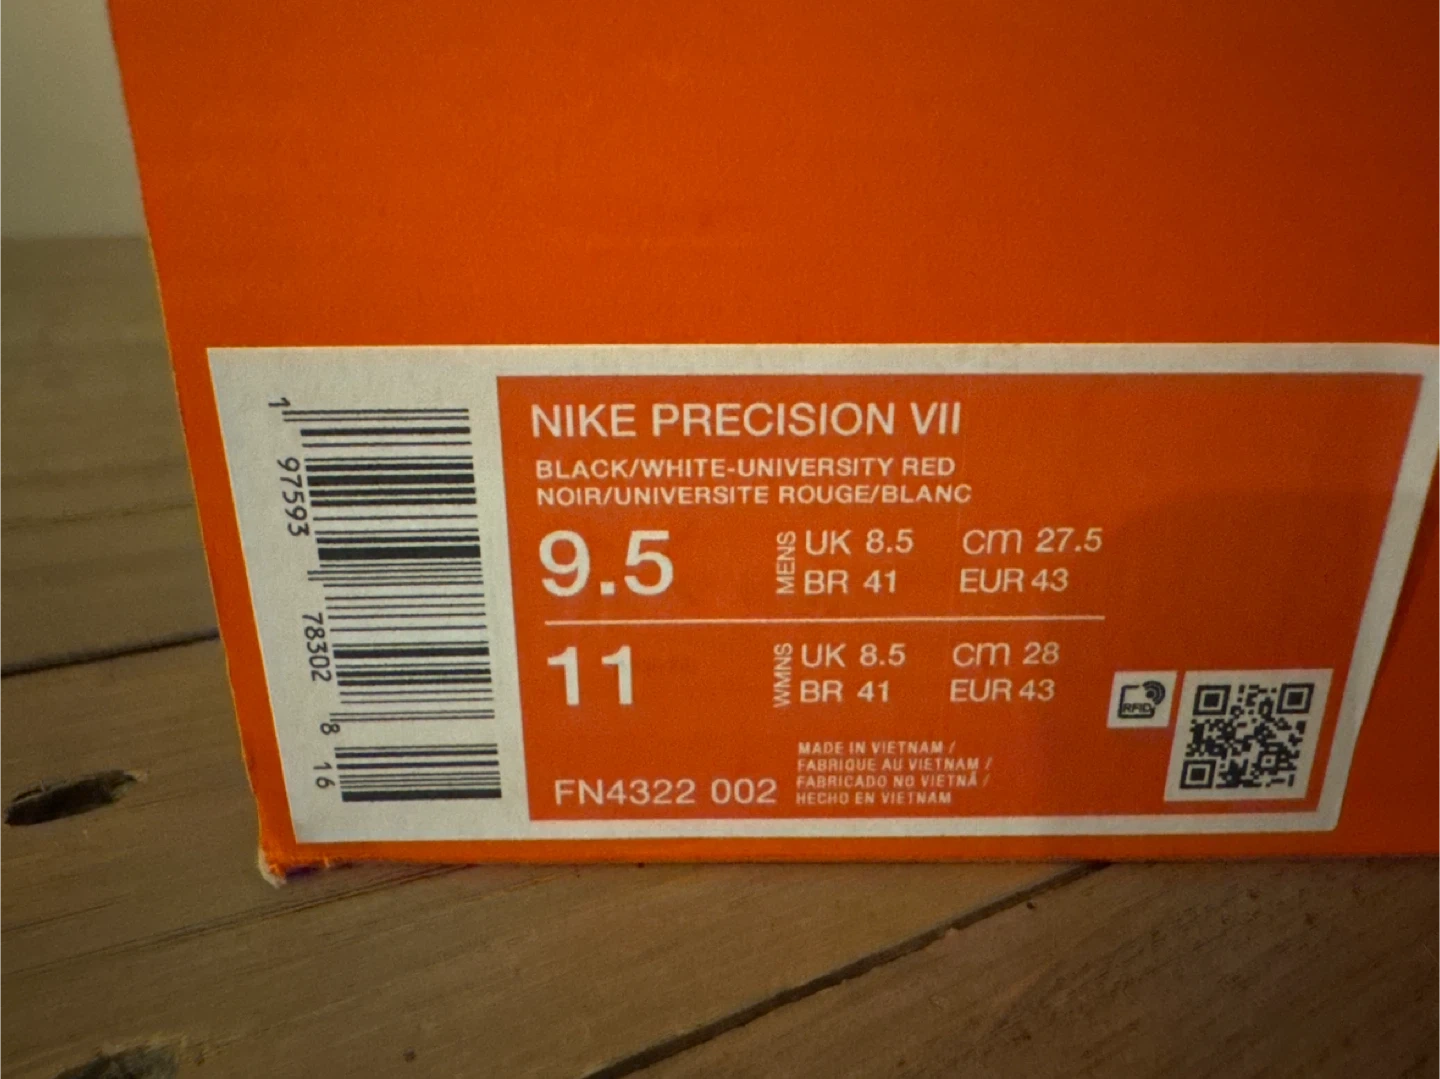 NIKE PRECISION VII
BLACK/WHITE-UNIVERSITY RED
NOIR/UNIVERSITE ROUGE/BLANC
9.5 MENS UK 8.5 cm 27.5
BR 41 EUR 43
11 WMNS UK 8.5 cm 28
BR 41 EUR 43
RFID
FN4322 002
MADE IN VIETNAM /
FABRIQUE AU VIETNAM /
FABRICADO NO VIETNÃ /
HECHO EN VIETNAM
1 97593 78302 8 16